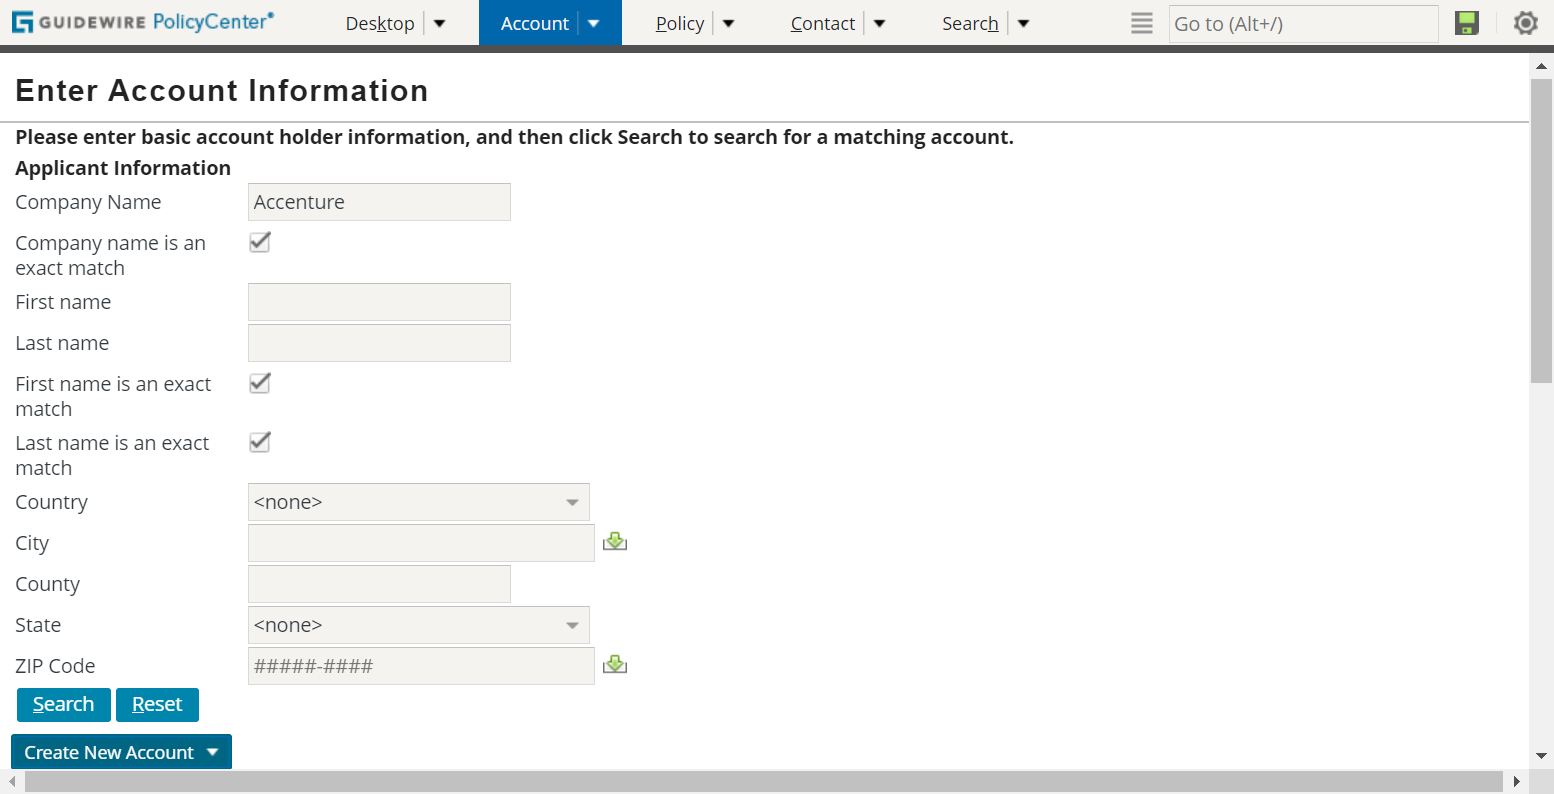 GUIDEWIRE PolicyCenter®
Desktop
Account
Policy
Contact
Search
Go to (Alt+/)
Enter Account Information
Please enter basic account holder information, and then click Search to search for a matching account.
Applicant Information
Company Name
Accenture
Company name is an
exact match
First name
Last name
First name is an exact
match
Last name is an exact
match
Country
<none>
City
County
State
<none>
ZIP Code
#####-####
Search
Reset
Create New Account